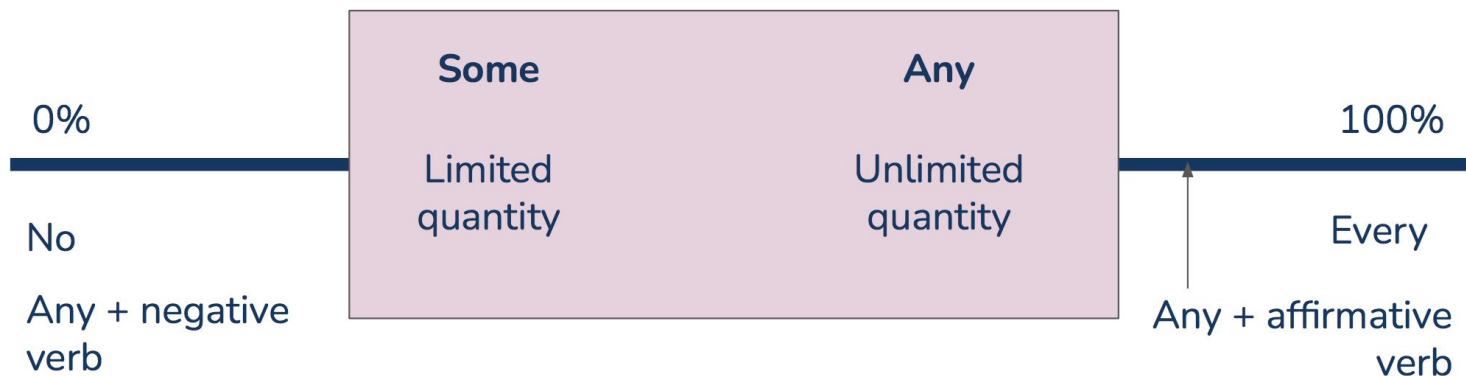 Some
Any
0%
100%
Limited
quantity
Unlimited
quantity
No
Every
Any + negative
verb
Any + affirmative
verb